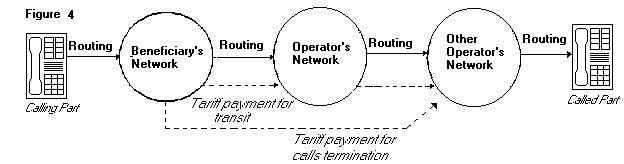 Figure 4
Routing
Beneficiary's
Network
Routing
Operator's
Network
Routing
Other
Operator's
Network
Routing
Calling Part
Tariff payment for
transit
Tariff payment for
calls termination
Called Part